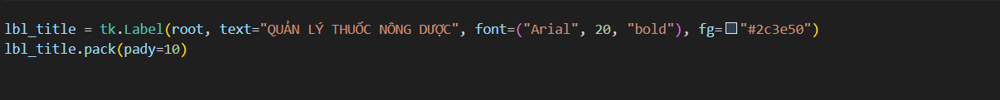 lbl_title = tk.Label(root, text="QUẢN LÝ THUỐC NÔNG DƯỢC", font=("Arial", 20, "bold"), fg="#2c3e50")
lbl_title.pack(pady=10)